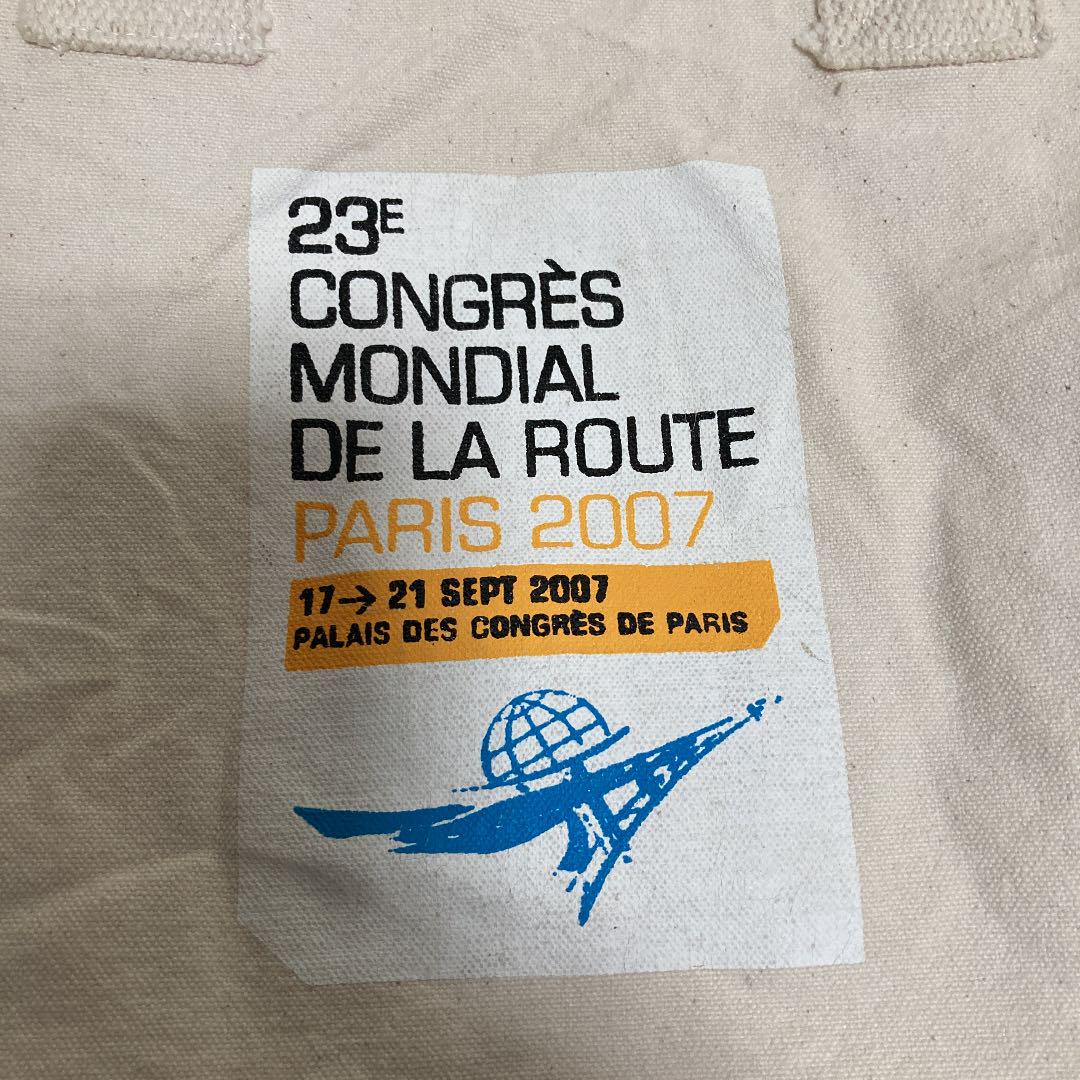 23E
CONGRÈS
MONDIAL
DE LA ROUTE
PARIS 2007
17→ 21 SEPT 2007
PALAIS DES CONGRÈS DE PARIS